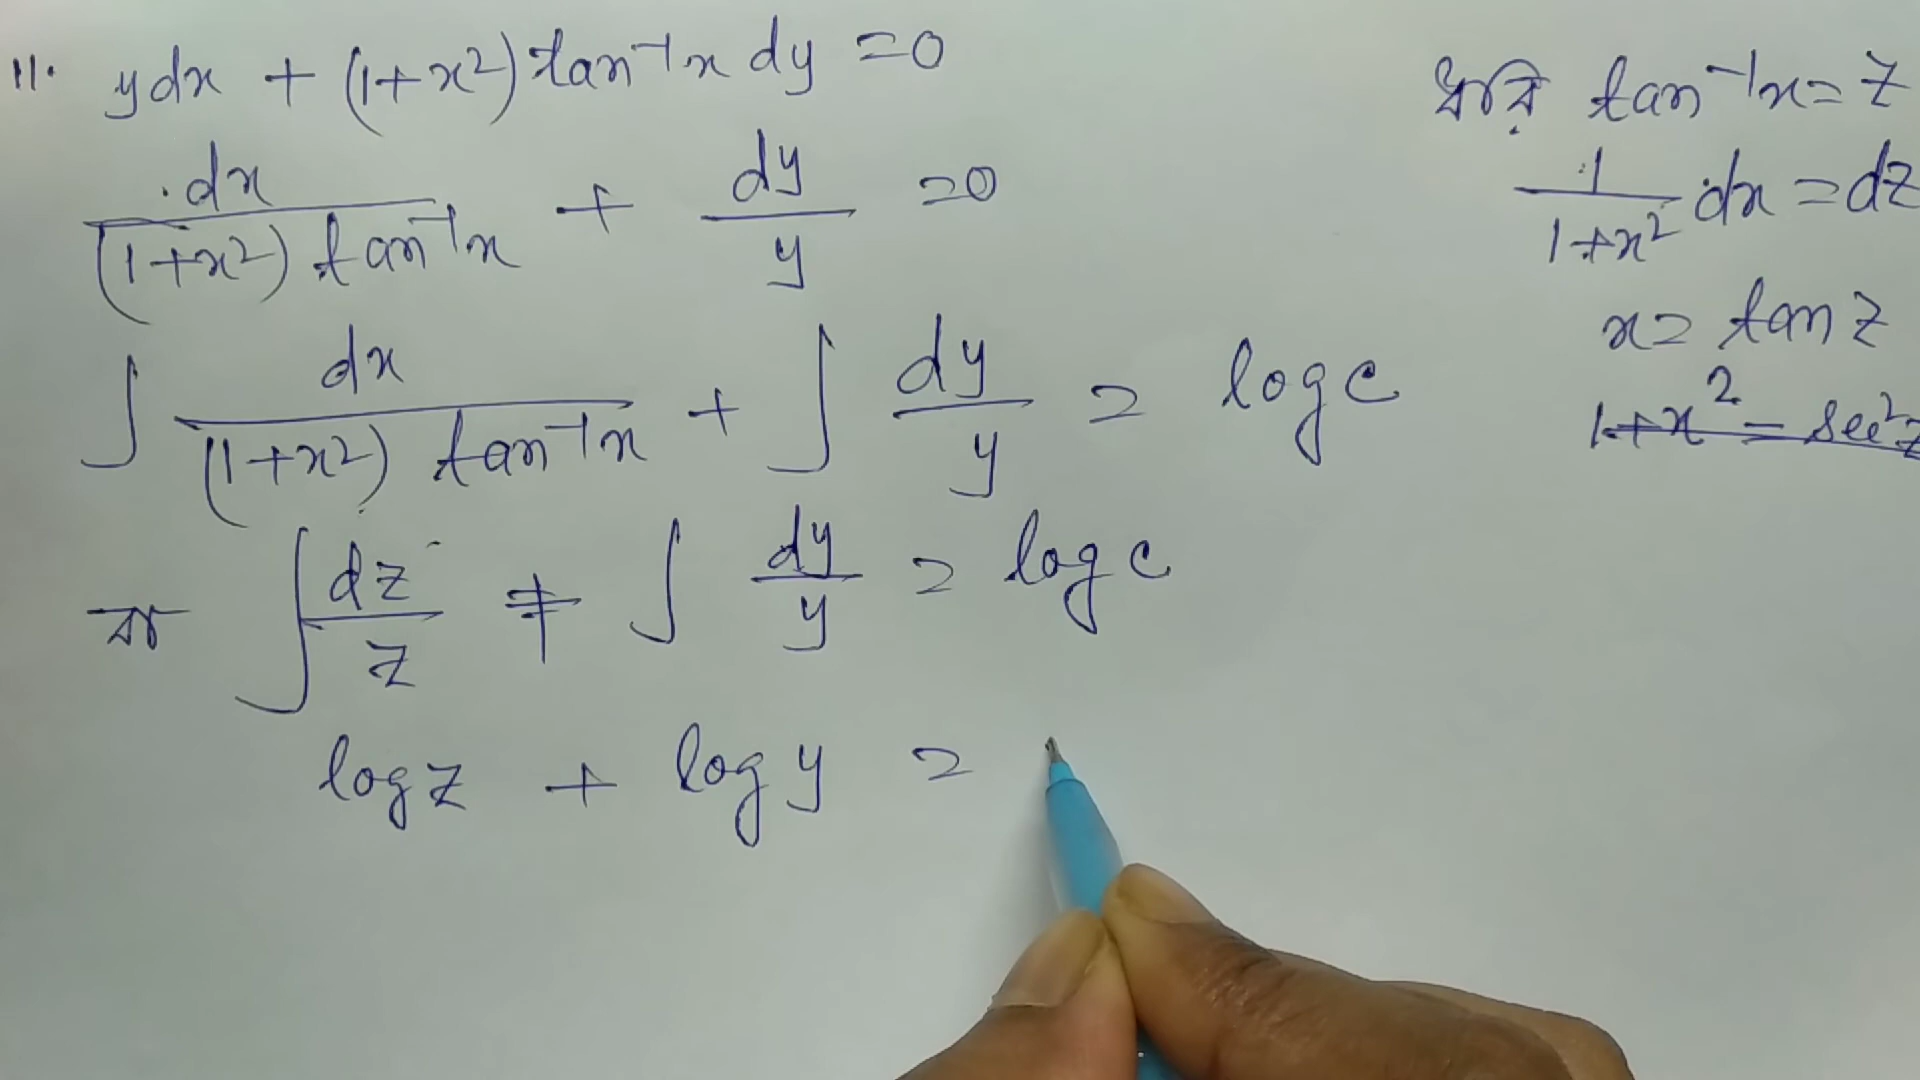 11. ydx + (1+x²) tan⁻¹x dy = 0
dx / (1+x²) tan⁻¹x + dy / y = 0
∫ dx / (1+x²) tan⁻¹x + ∫ dy / y = log c
বা ∫ dz / z + ∫ dy / y = log c
log z + log y =
ধরি tan⁻¹x = z
1 / 1+x² dx = dz
x = tan z
1+x² = sec²z